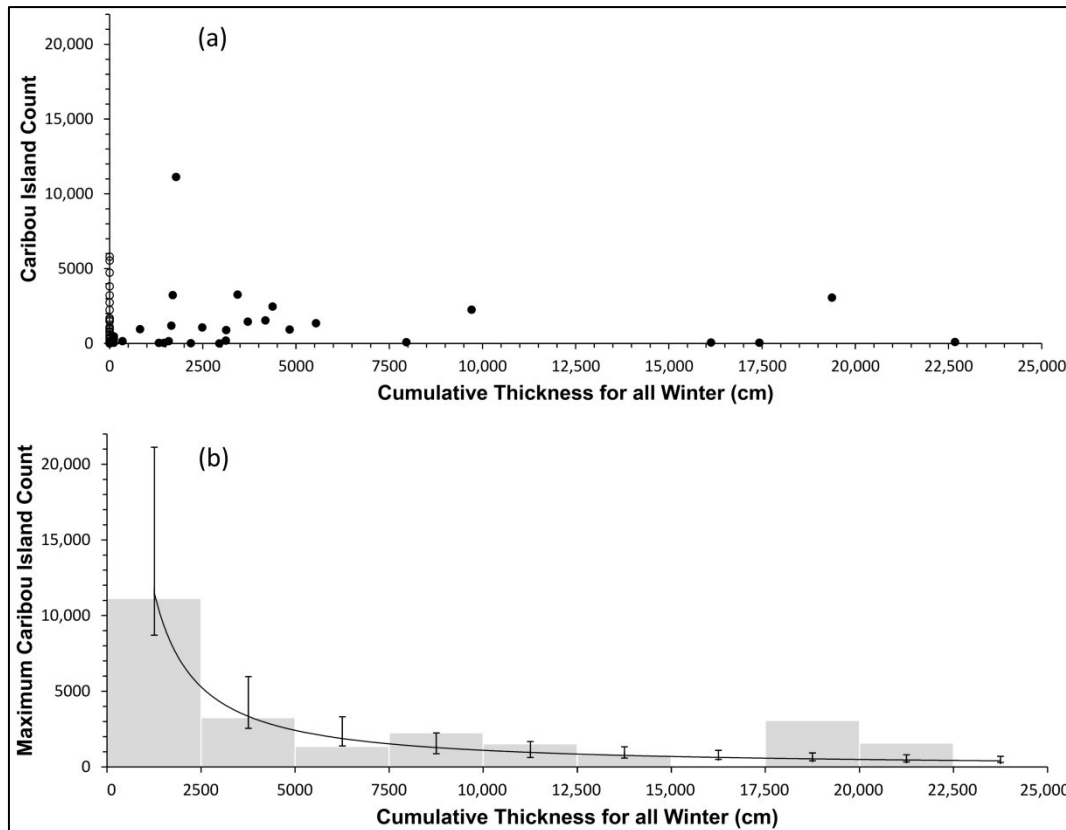 (a)
Caribou Island Count
20,000
15,000
10,000
5000
0
0 2500 5000 7500 10,000 12,500 15,000 17,500 20,000 22,500 25,000
Cumulative Thickness for all Winter (cm)
(b)
Maximum Caribou Island Count
20,000
15,000
10,000
5000
0
0 2500 5000 7500 10,000 12,500 15,000 17,500 20,000 22,500 25,000
Cumulative Thickness for all Winter (cm)